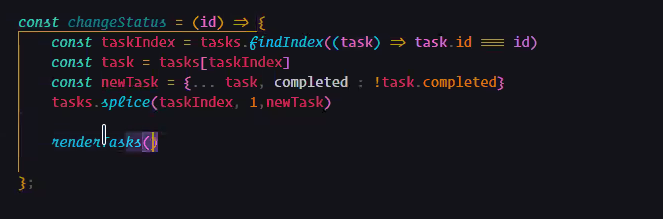 const changeStatus = (id) => {
const taskIndex = tasks.findIndex((task) => task.id === id)
const task = tasks[taskIndex]
const newTask = {... task, completed : !task.completed}
tasks.splice(taskIndex, 1,newTask)
renderTasks()
};